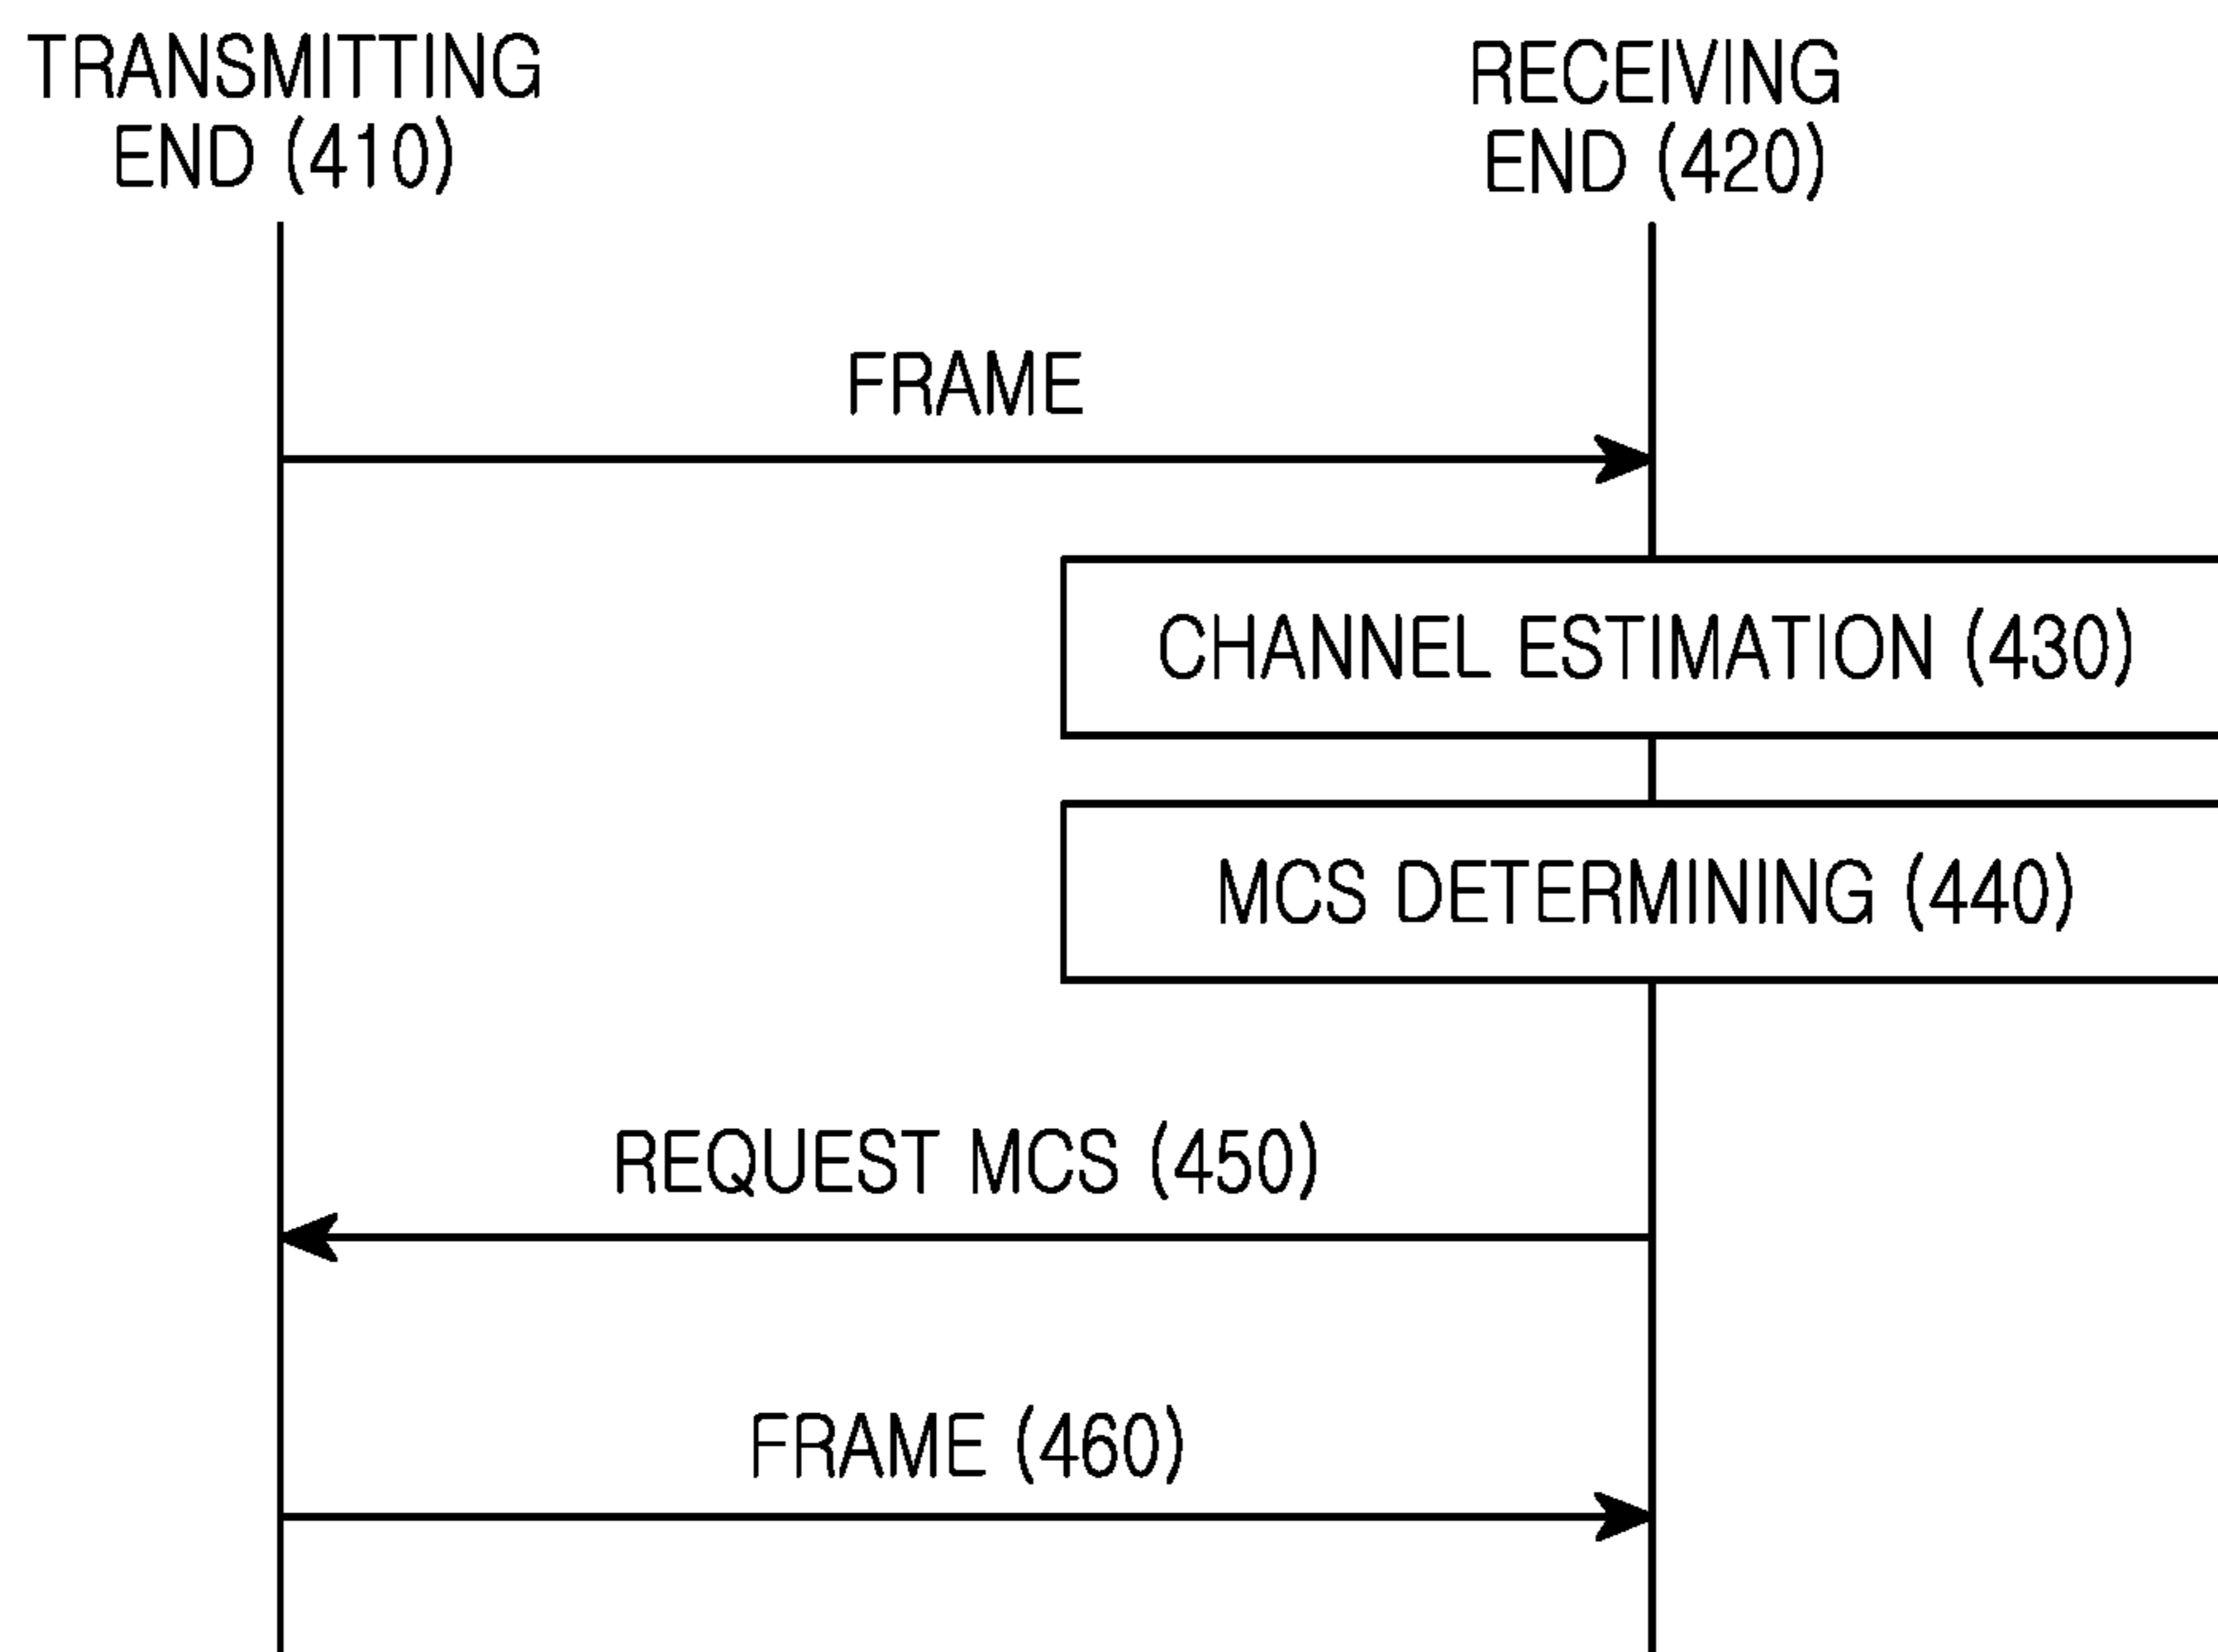 TRANSMITTING
END (410)
RECEIVING
END (420)
FRAME
CHANNEL ESTIMATION (430)
MCS DETERMINING (440)
REQUEST MCS (450)
FRAME (460)